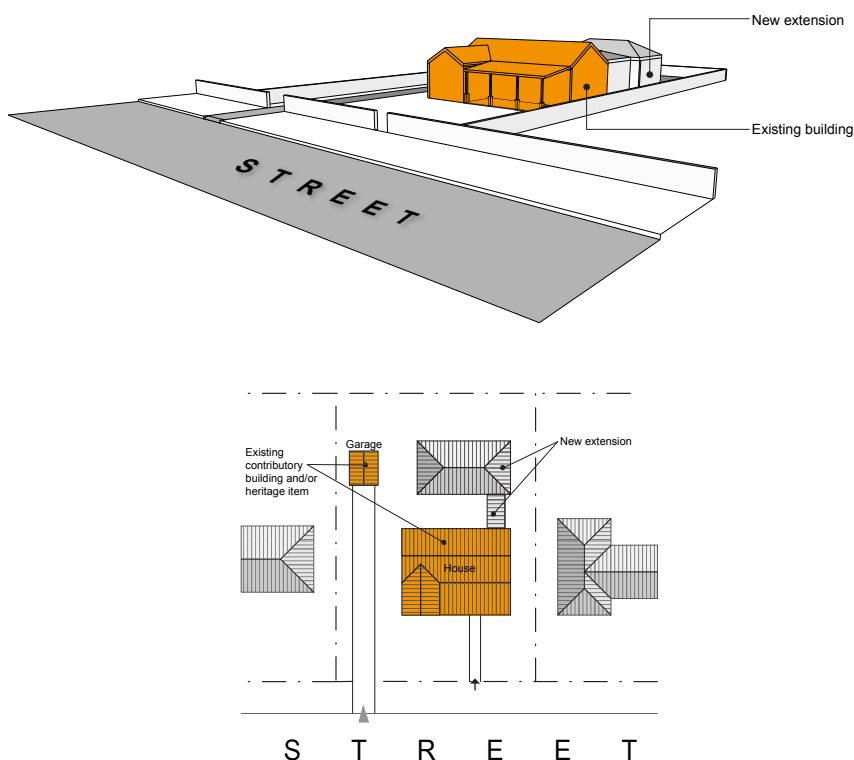 New extension
Existing building
STREET
Garage
Existing
contributory
building and/or
heritage item
New extension
House
S T R E E T